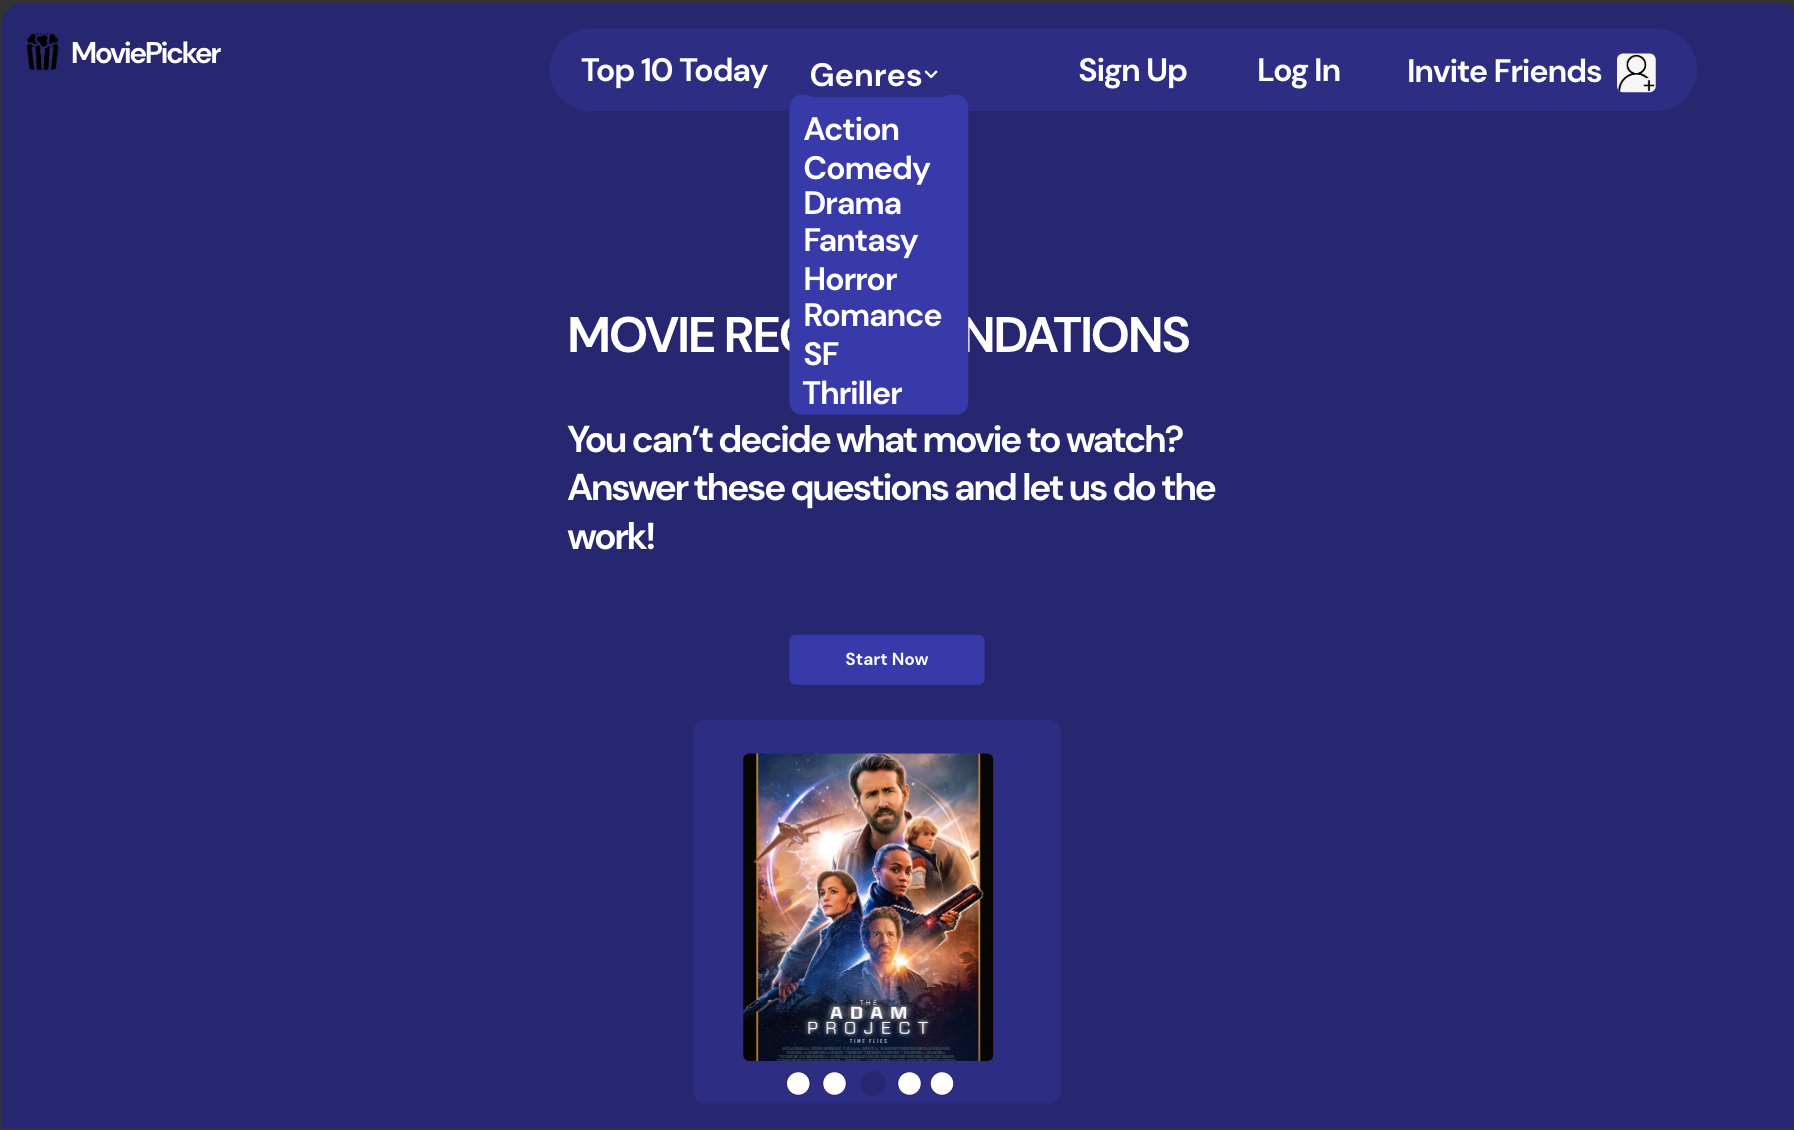 MoviePicker
Top 10 Today
Genres
Sign Up
Log In
Invite Friends
Action
Comedy
Drama
Fantasy
Horror
Romance
SF
Thriller
MOVIE NDATIONS
You can't decide what movie to watch?
Answer these questions and let us do the
work!
Start Now
THE
ADAM
PROJECT
TIME FLIES